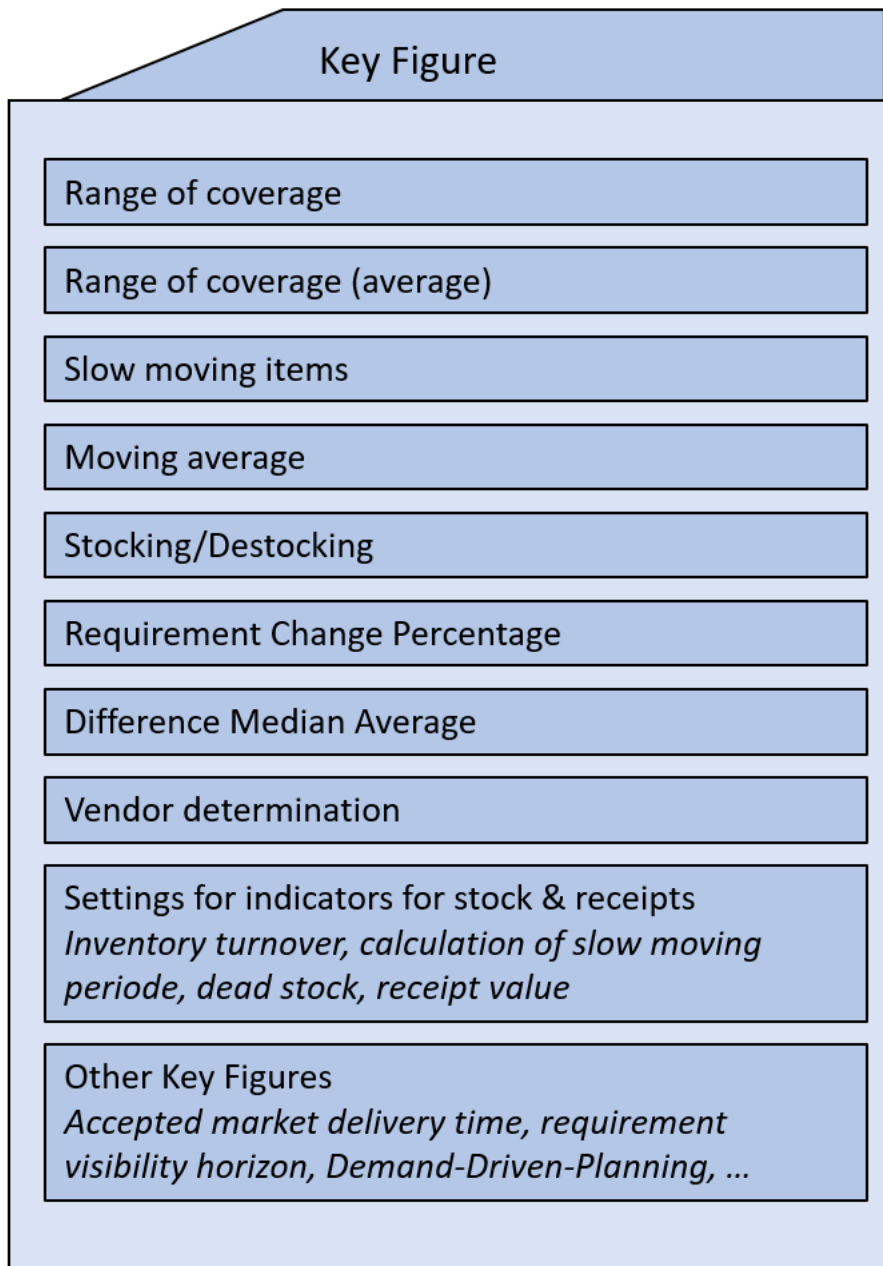 Key Figure
Range of coverage
Range of coverage (average)
Slow moving items
Moving average
Stocking/Destocking
Requirement Change Percentage
Difference Median Average
Vendor determination
Settings for indicators for stock & receipts
Inventory turnover, calculation of slow moving
periode, dead stock, receipt value
Other Key Figures
Accepted market delivery time, requirement
visibility horizon, Demand-Driven-Planning, ...